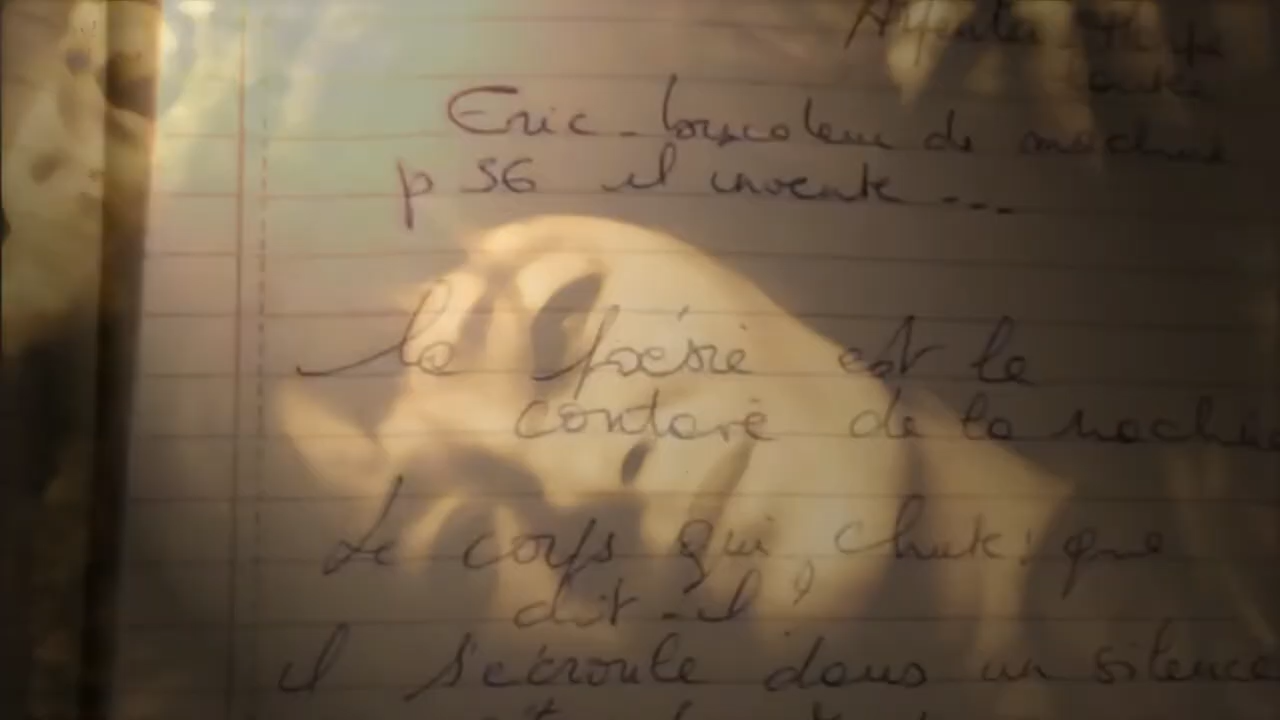 Eric - bricoleur de machine
p 56 il invente ...
La poésie est le
contraire de la machine
Le corps qui chute : que
dit-il ?
il s'écroule dans un silence